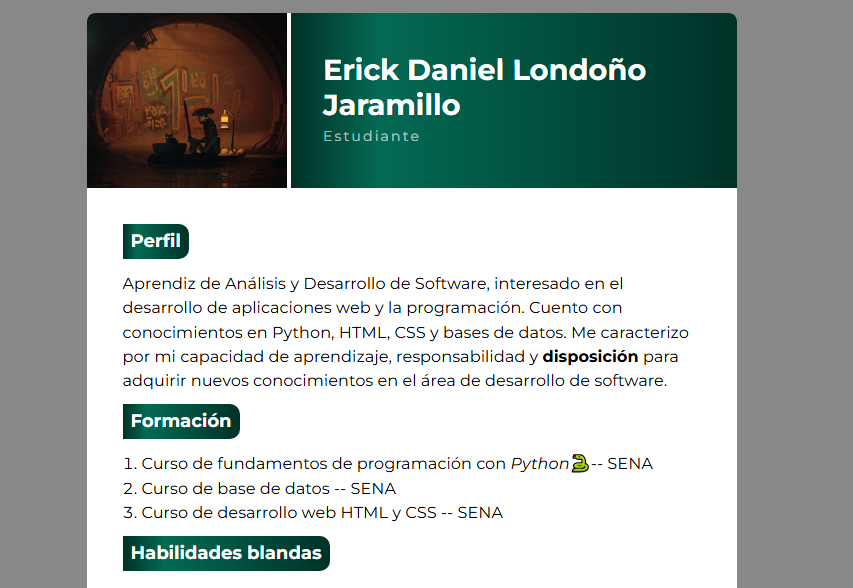 Erick Daniel Londoño
Jaramillo
Estudiante
Perfil
Aprendiz de Análisis y Desarrollo de Software, interesado en el
desarrollo de aplicaciones web y la programación. Cuento con
conocimientos en Python, HTML, CSS y bases de datos. Me caracterizo
por mi capacidad de aprendizaje, responsabilidad y disposición para
adquirir nuevos conocimientos en el área de desarrollo de software.
Formación
1. Curso de fundamentos de programación con Python🐍-- SENA
2. Curso de base de datos -- SENA
3. Curso de desarrollo web HTML y CSS -- SENA
Habilidades blandas